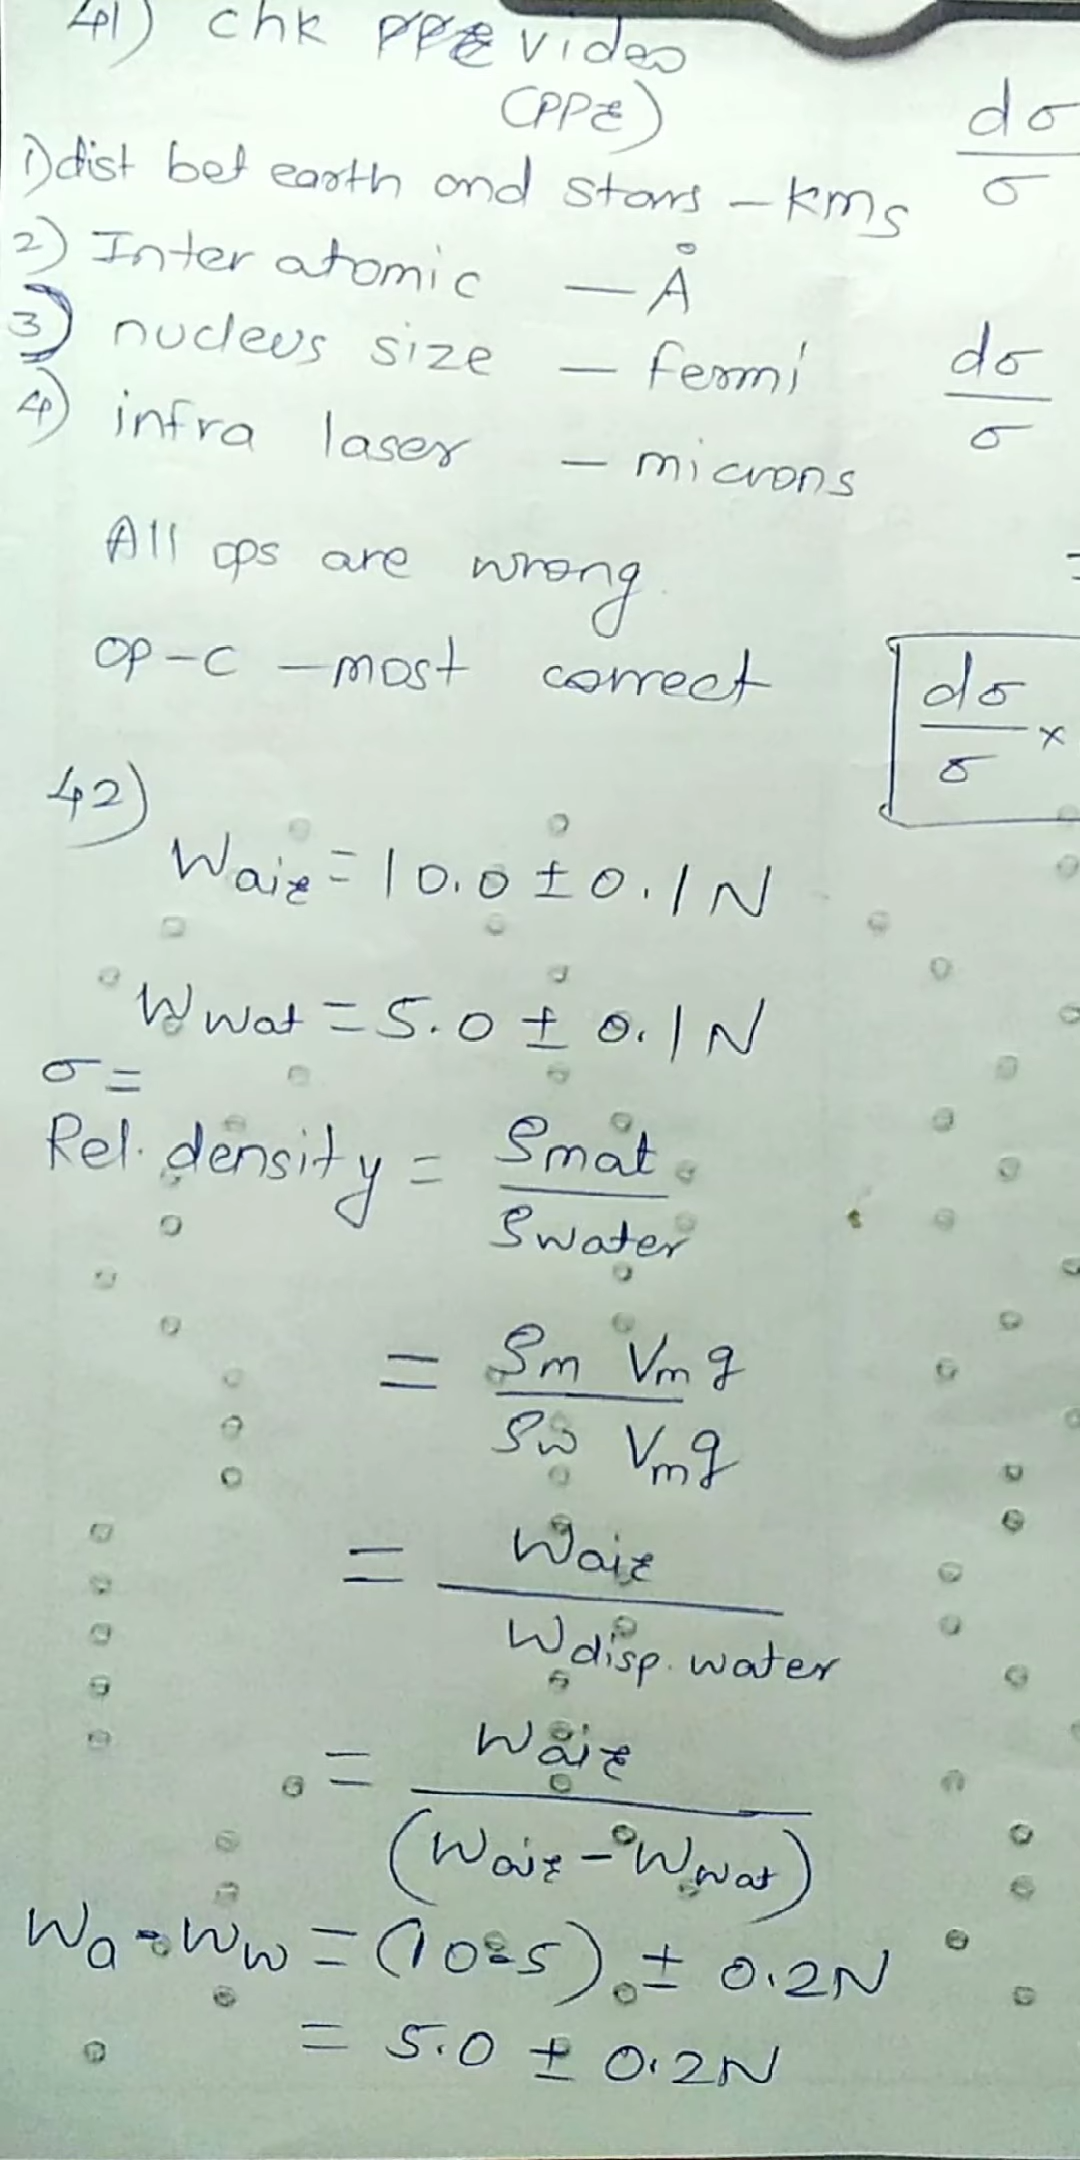 41) chk PPE video
(PPE)
1) dist bet earth and stars – kms
2) Inter atomic – Å
3) nucleus size – fermi
4) infra laser – microns
All ops are wrong
op-c – most correct
42)
Wair = 10.0 ± 0.1 N
Wwat = 5.0 ± 0.1 N
σ =
Rel. density = ρmat / ρwater
= ρm Vm g / ρw Vm g
= Wair / Wdisp. water
= Wair / (Wair - Wwat)
Wa - Ww = (10-5) ± 0.2N
= 5.0 ± 0.2N
dσ / σ
dσ / σ
=
dσ / σ ×